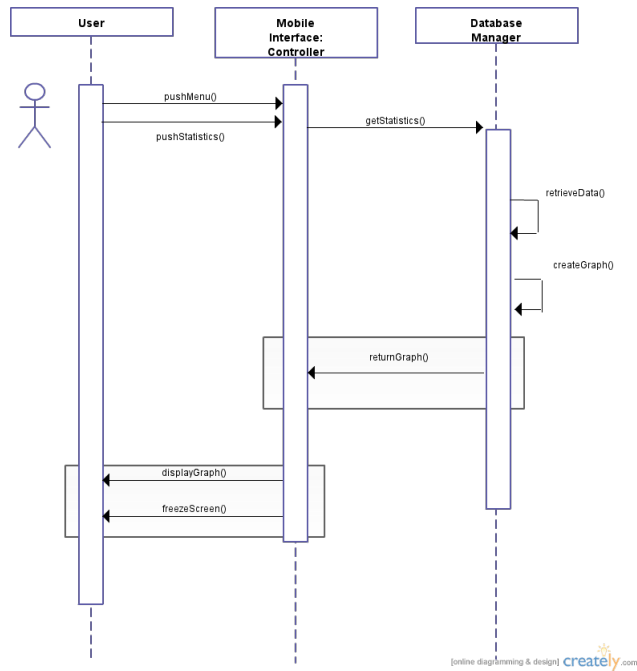 User
Mobile
Interface:
Controller
Database
Manager
pushMenu()
pushStatistics()
getStatistics()
retrieveData()
createGraph()
returnGraph()
displayGraph()
freezeScreen()
[online diagramming & design] creately.com